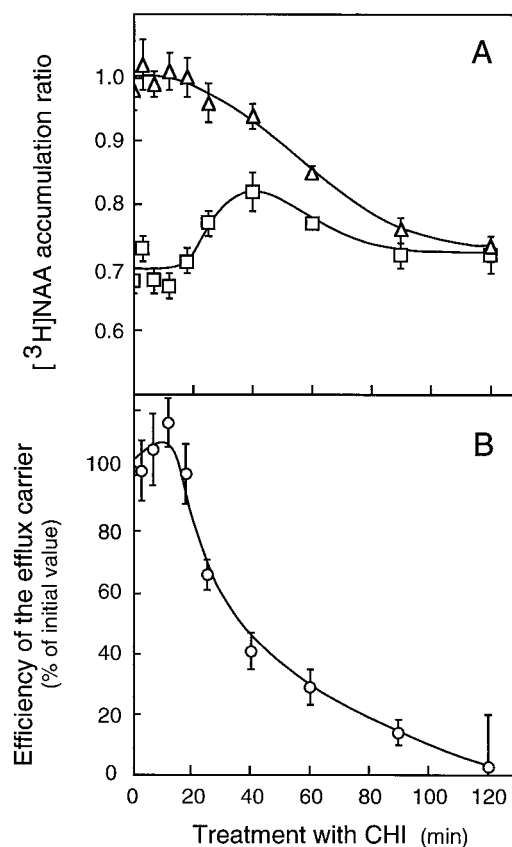 A
1.0
0.9
0.8
0.7
0.6
[³H]NAA accumulation ratio
B
100
80
60
40
20
0
Efficiency of the efflux carrier
(% of initial value)
0 20 40 60 80 100 120
Treatment with CHI (min)